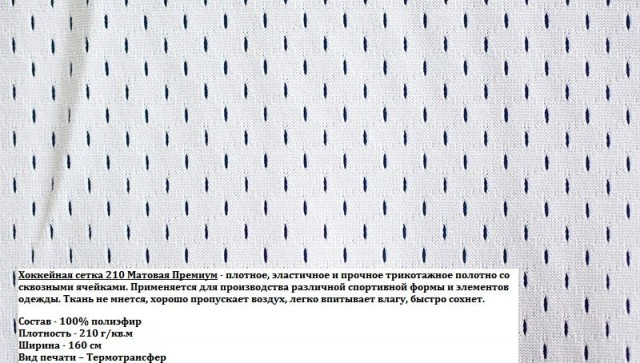 Хоккейная сетка 210 Матовая Премиум - плотное, эластичное и прочное трикотажное полотно со
сквозными ячейками. Применяется для производства различной спортивной формы и элементов
одежды. Ткань не мнется, хорошо пропускает воздух, легко впитывает влагу, быстро сохнет.
Состав - 100% полиэфир
Плотность - 210 г/кв.м
Ширина - 160 см
Вид печати – Термотрансфер